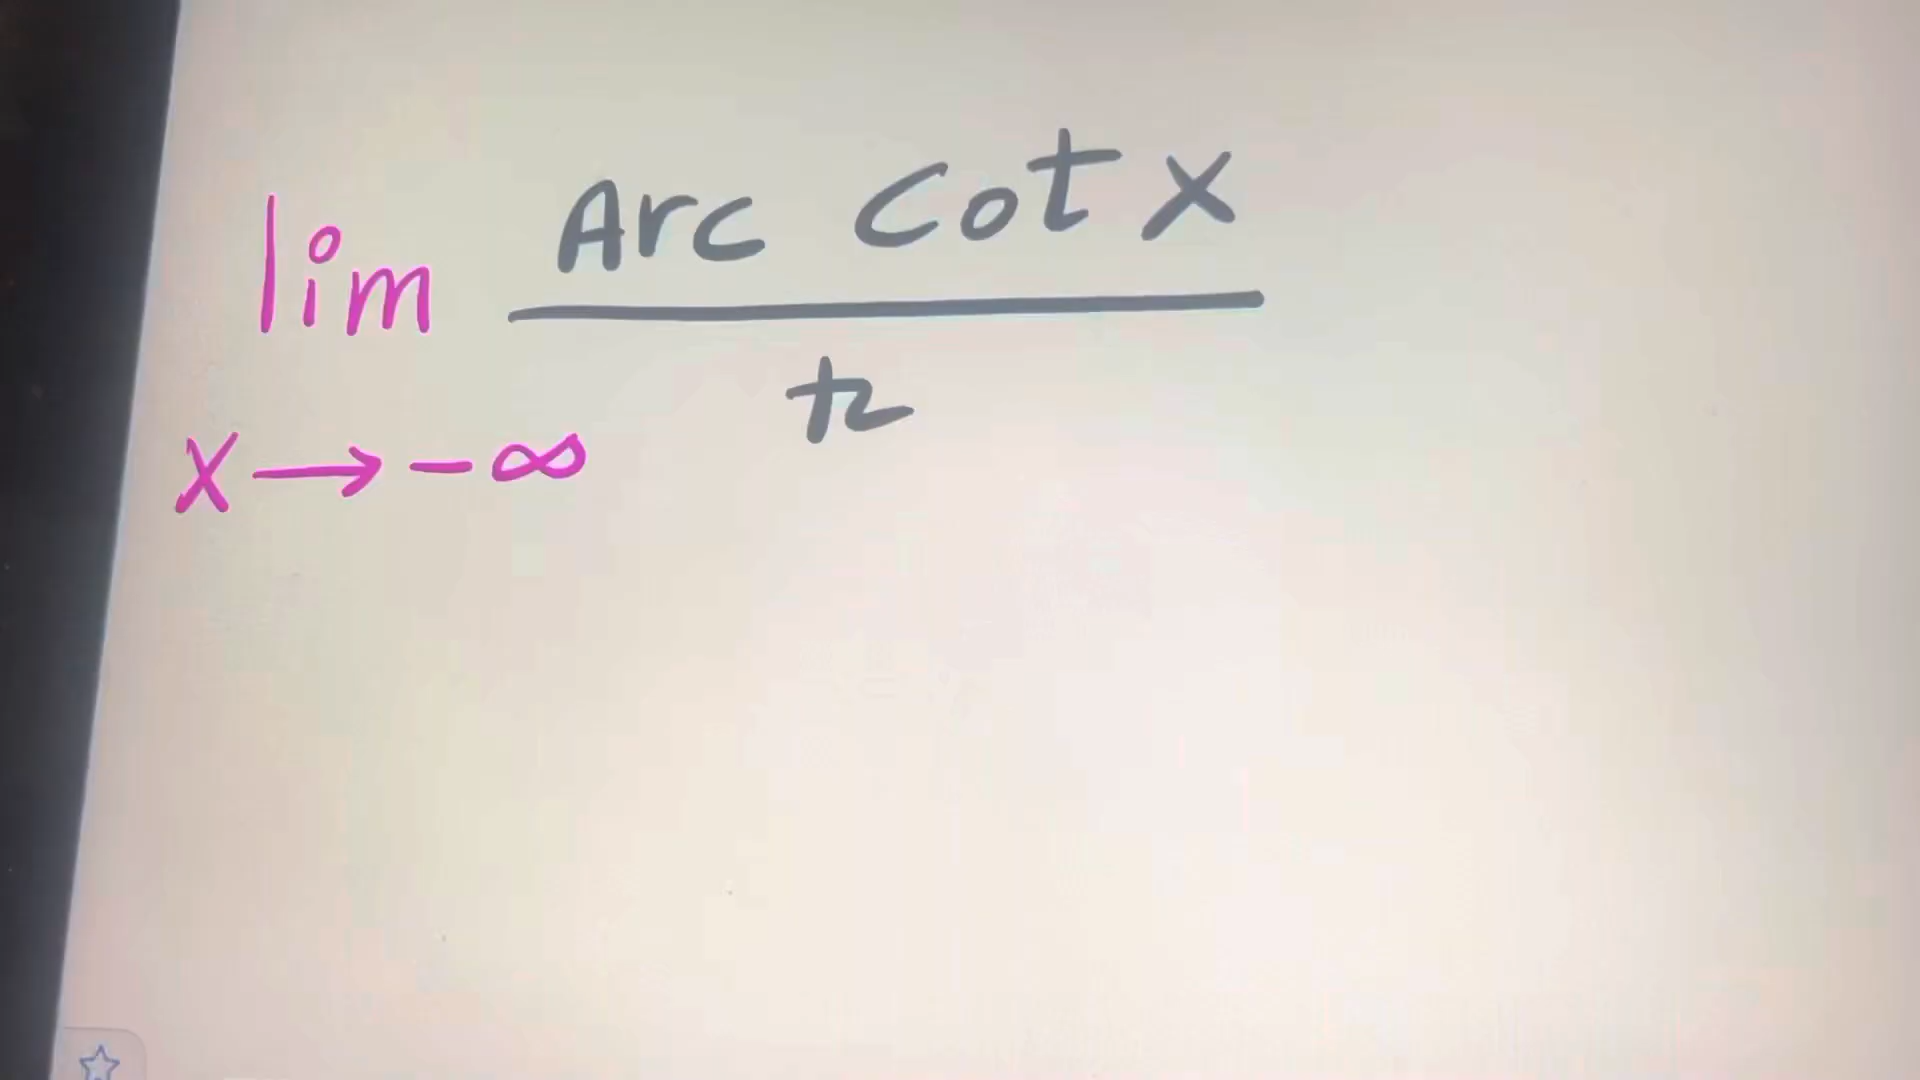 lim Arc Cot x
π
x → - ∞